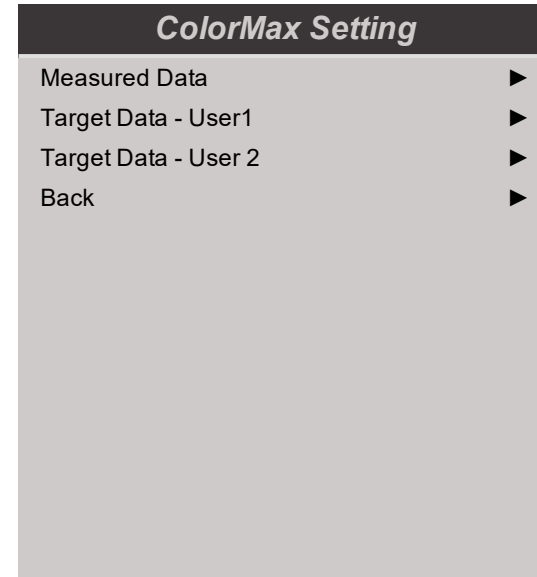 ColorMax Setting
Measured Data ►
Target Data - User1 ►
Target Data - User 2 ►
Back ►